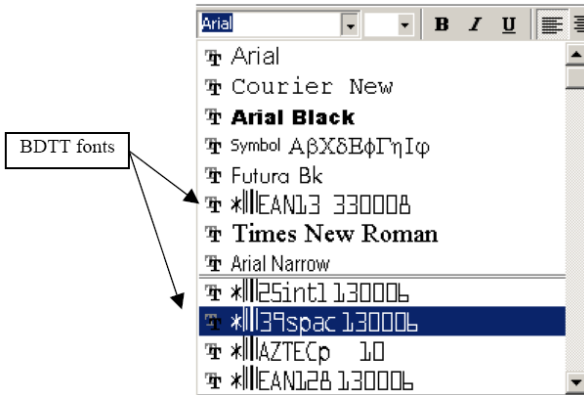 Arial
B I U
Arial
Courier New
Arial Black
Symbol ΑβΧδΕφΓηΙφ
BDTT fonts
Futura Bk
*|||EAN13 330008
Times New Roman
Arial Narrow
*|||25intl 130006
*|||39spac 130006
*|||AZTECp 10
*|||EAN128 130006